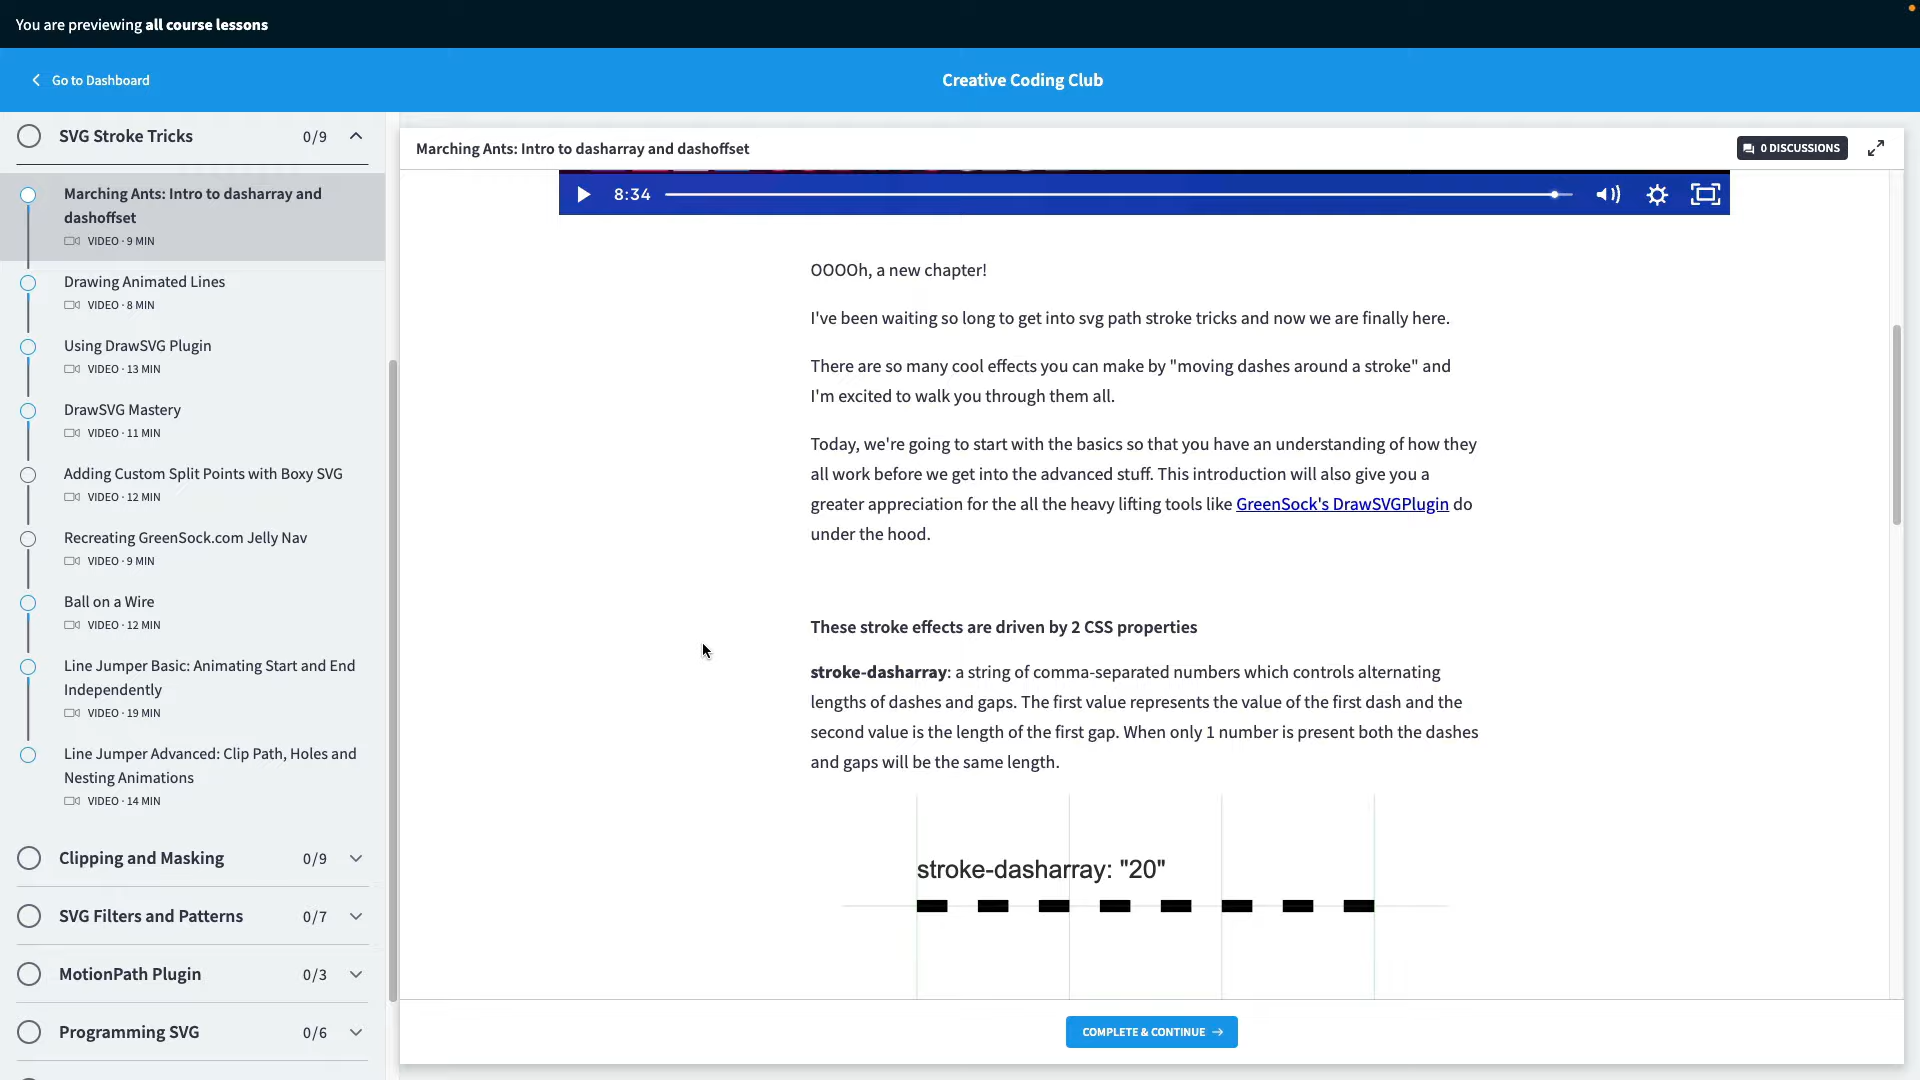 You are previewing all course lessons
Go to Dashboard
Creative Coding Club
SVG Stroke Tricks 0/9
Marching Ants: Intro to dasharray and
dashoffset
VIDEO · 9 MIN
Drawing Animated Lines
VIDEO · 8 MIN
Using DrawSVG Plugin
VIDEO · 13 MIN
DrawSVG Mastery
VIDEO · 11 MIN
Adding Custom Split Points with Boxy SVG
VIDEO · 12 MIN
Recreating GreenSock.com Jelly Nav
VIDEO · 9 MIN
Ball on a Wire
VIDEO · 12 MIN
Line Jumper Basic: Animating Start and End
Independently
VIDEO · 19 MIN
Line Jumper Advanced: Clip Path, Holes and
Nesting Animations
VIDEO · 14 MIN
Clipping and Masking 0/9
SVG Filters and Patterns 0/7
MotionPath Plugin 0/3
Programming SVG 0/6
Marching Ants: Intro to dasharray and dashoffset
0 DISCUSSIONS
8:34
OOOOh, a new chapter!
I've been waiting so long to get into svg path stroke tricks and now we are finally here.
There are so many cool effects you can make by "moving dashes around a stroke" and
I'm excited to walk you through them all.
Today, we're going to start with the basics so that you have an understanding of how they
all work before we get into the advanced stuff. This introduction will also give you a
greater appreciation for the all the heavy lifting tools like GreenSock's DrawSVGPlugin do
under the hood.
These stroke effects are driven by 2 CSS properties
stroke-dasharray: a string of comma-separated numbers which controls alternating
lengths of dashes and gaps. The first value represents the value of the first dash and the
second value is the length of the first gap. When only 1 number is present both the dashes
and gaps will be the same length.
stroke-dasharray: "20"
COMPLETE & CONTINUE →